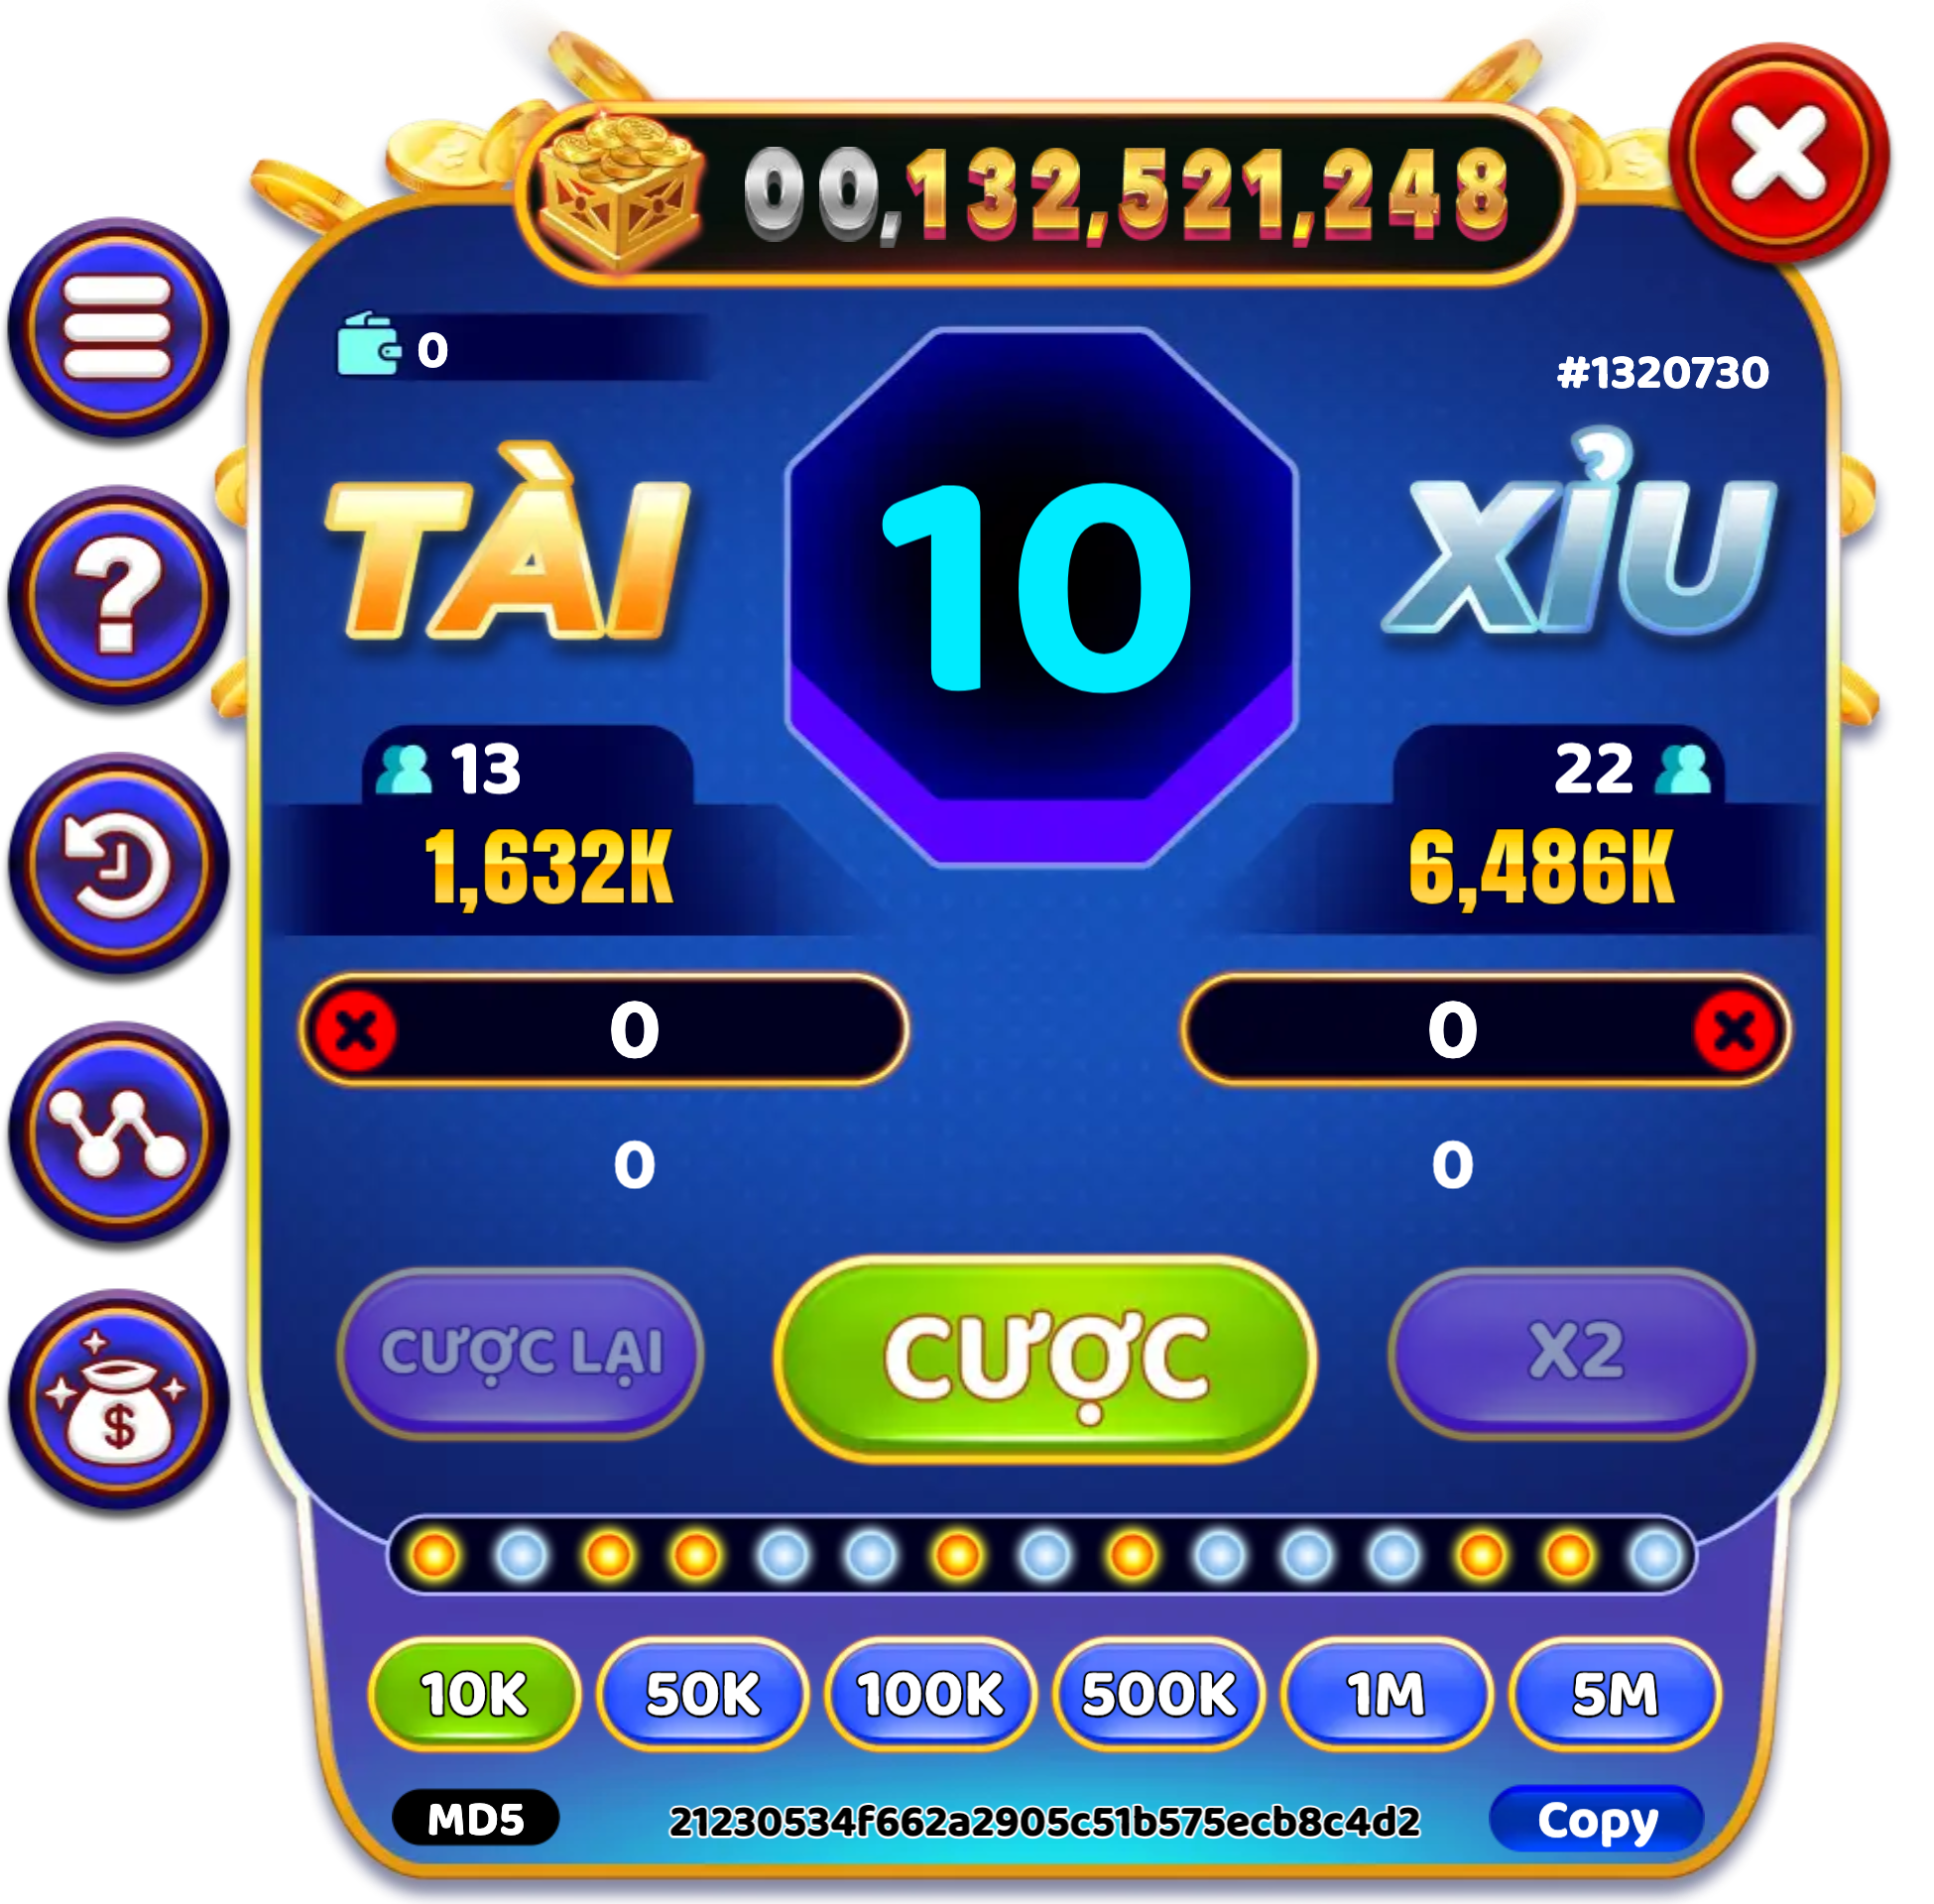 00,132,521,248
0
#1320730
TÀI
10
XỈU
13
22
1,632K
6,486K
0
0
0
0
CƯỢC LẠI
CƯỢC
X2
10K
50K
100K
500K
1M
5M
MD5
21230534f662a2905c51b575ecb8c4d2
Copy